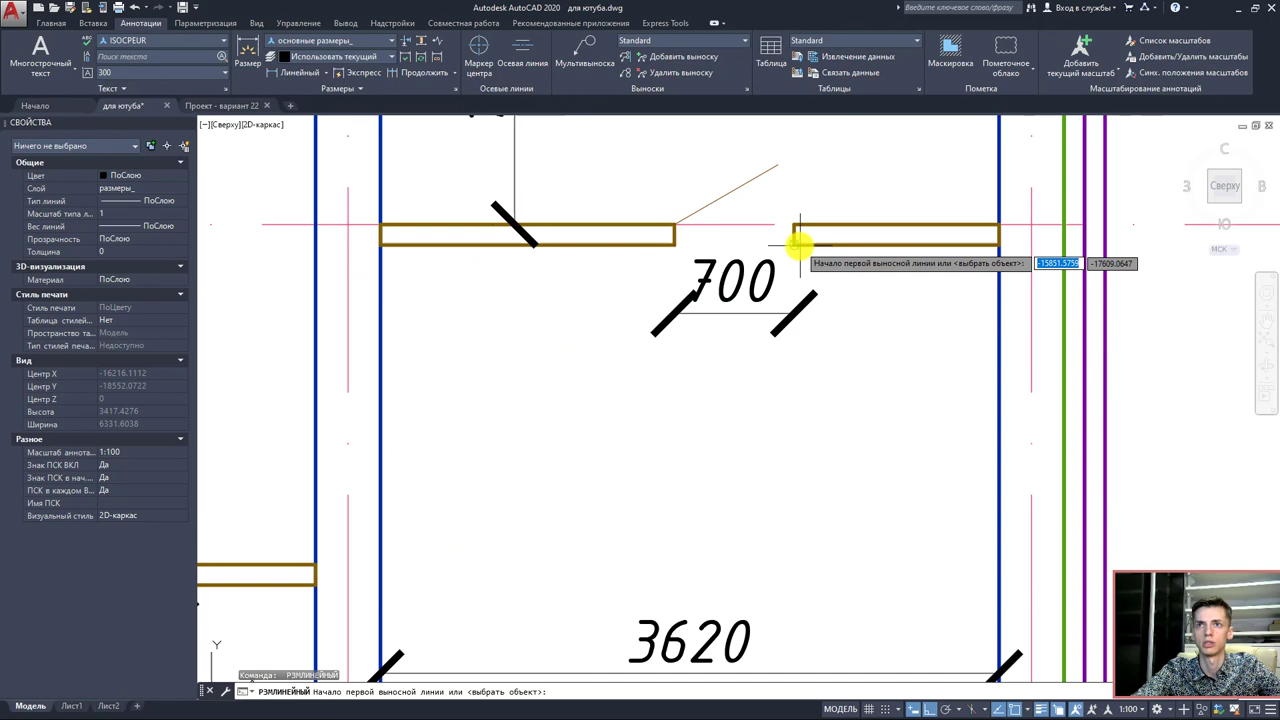 Autodesk AutoCAD 2020 для ютуба.dwg
Введите ключевое слово/фразу
Вход в службы
Главная Вставка Аннотации Параметризация Вид Управление Вывод Надстройки Совместная работа Рекомендованные приложения Express Tools
Многострочный текст
ISOCPEUR
Поиск текста
300
Текст
Размер
основные размеры_
Использовать текущий
Линейный Экспресс Продолжить
Размеры
Маркер центра
Осевая линия
Осевые линии
Мультивыноска
Standard
Добавить выноску
Удалить выноску
Выноски
Таблица
Standard
Извлечение данных
Связать данные
Таблицы
Маскировка
Пометочное облако
Пометка
Добавить текущий масштаб
Список масштабов
Добавить/Удалить масштабы
Синх. положения масштабов
Масштабирование аннотаций
Начало для ютуба* Проект - вариант 22
СВОЙСТВА
[−][Сверху][2D-каркас]
Ничего не выбрано
Общие
Цвет ПоСлою
Слой размеры_
Тип линий ПоСлою
Масштаб типа л... 1
Вес линий ПоСлою
Прозрачность ПоСлою
Толщина 0
3D-визуализация
Материал ПоСлою
Стиль печати
Стиль печати ПоЦвету
Таблица стилей... Нет
Пространство та... Модель
Тип стилей печа... Недоступно
Вид
Центр X -16216.1112
Центр Y -18552.0722
Центр Z 0
Высота 3417.4276
Ширина 6631.6038
Разное
Масштаб аннота... 1:100
Знак ПСК ВКЛ Да
Знак ПСК в нач.... Да
ПСК в каждом В... Да
Имя ПСК
Визуальный стиль 2D-каркас
С
З Сверху В
Ю
МСК
Начало первой выносной линии или <выбрать объект>: -15851.5759 -17609.0647
700
3620
Y
Команда: РЗМЛИНЕЙНЫЙ
РЗМЛИНЕЙНЫЙ Начало первой выносной линии или <выбрать объект>:
Модель Лист1 Лист2 +
МОДЕЛЬ 1:100